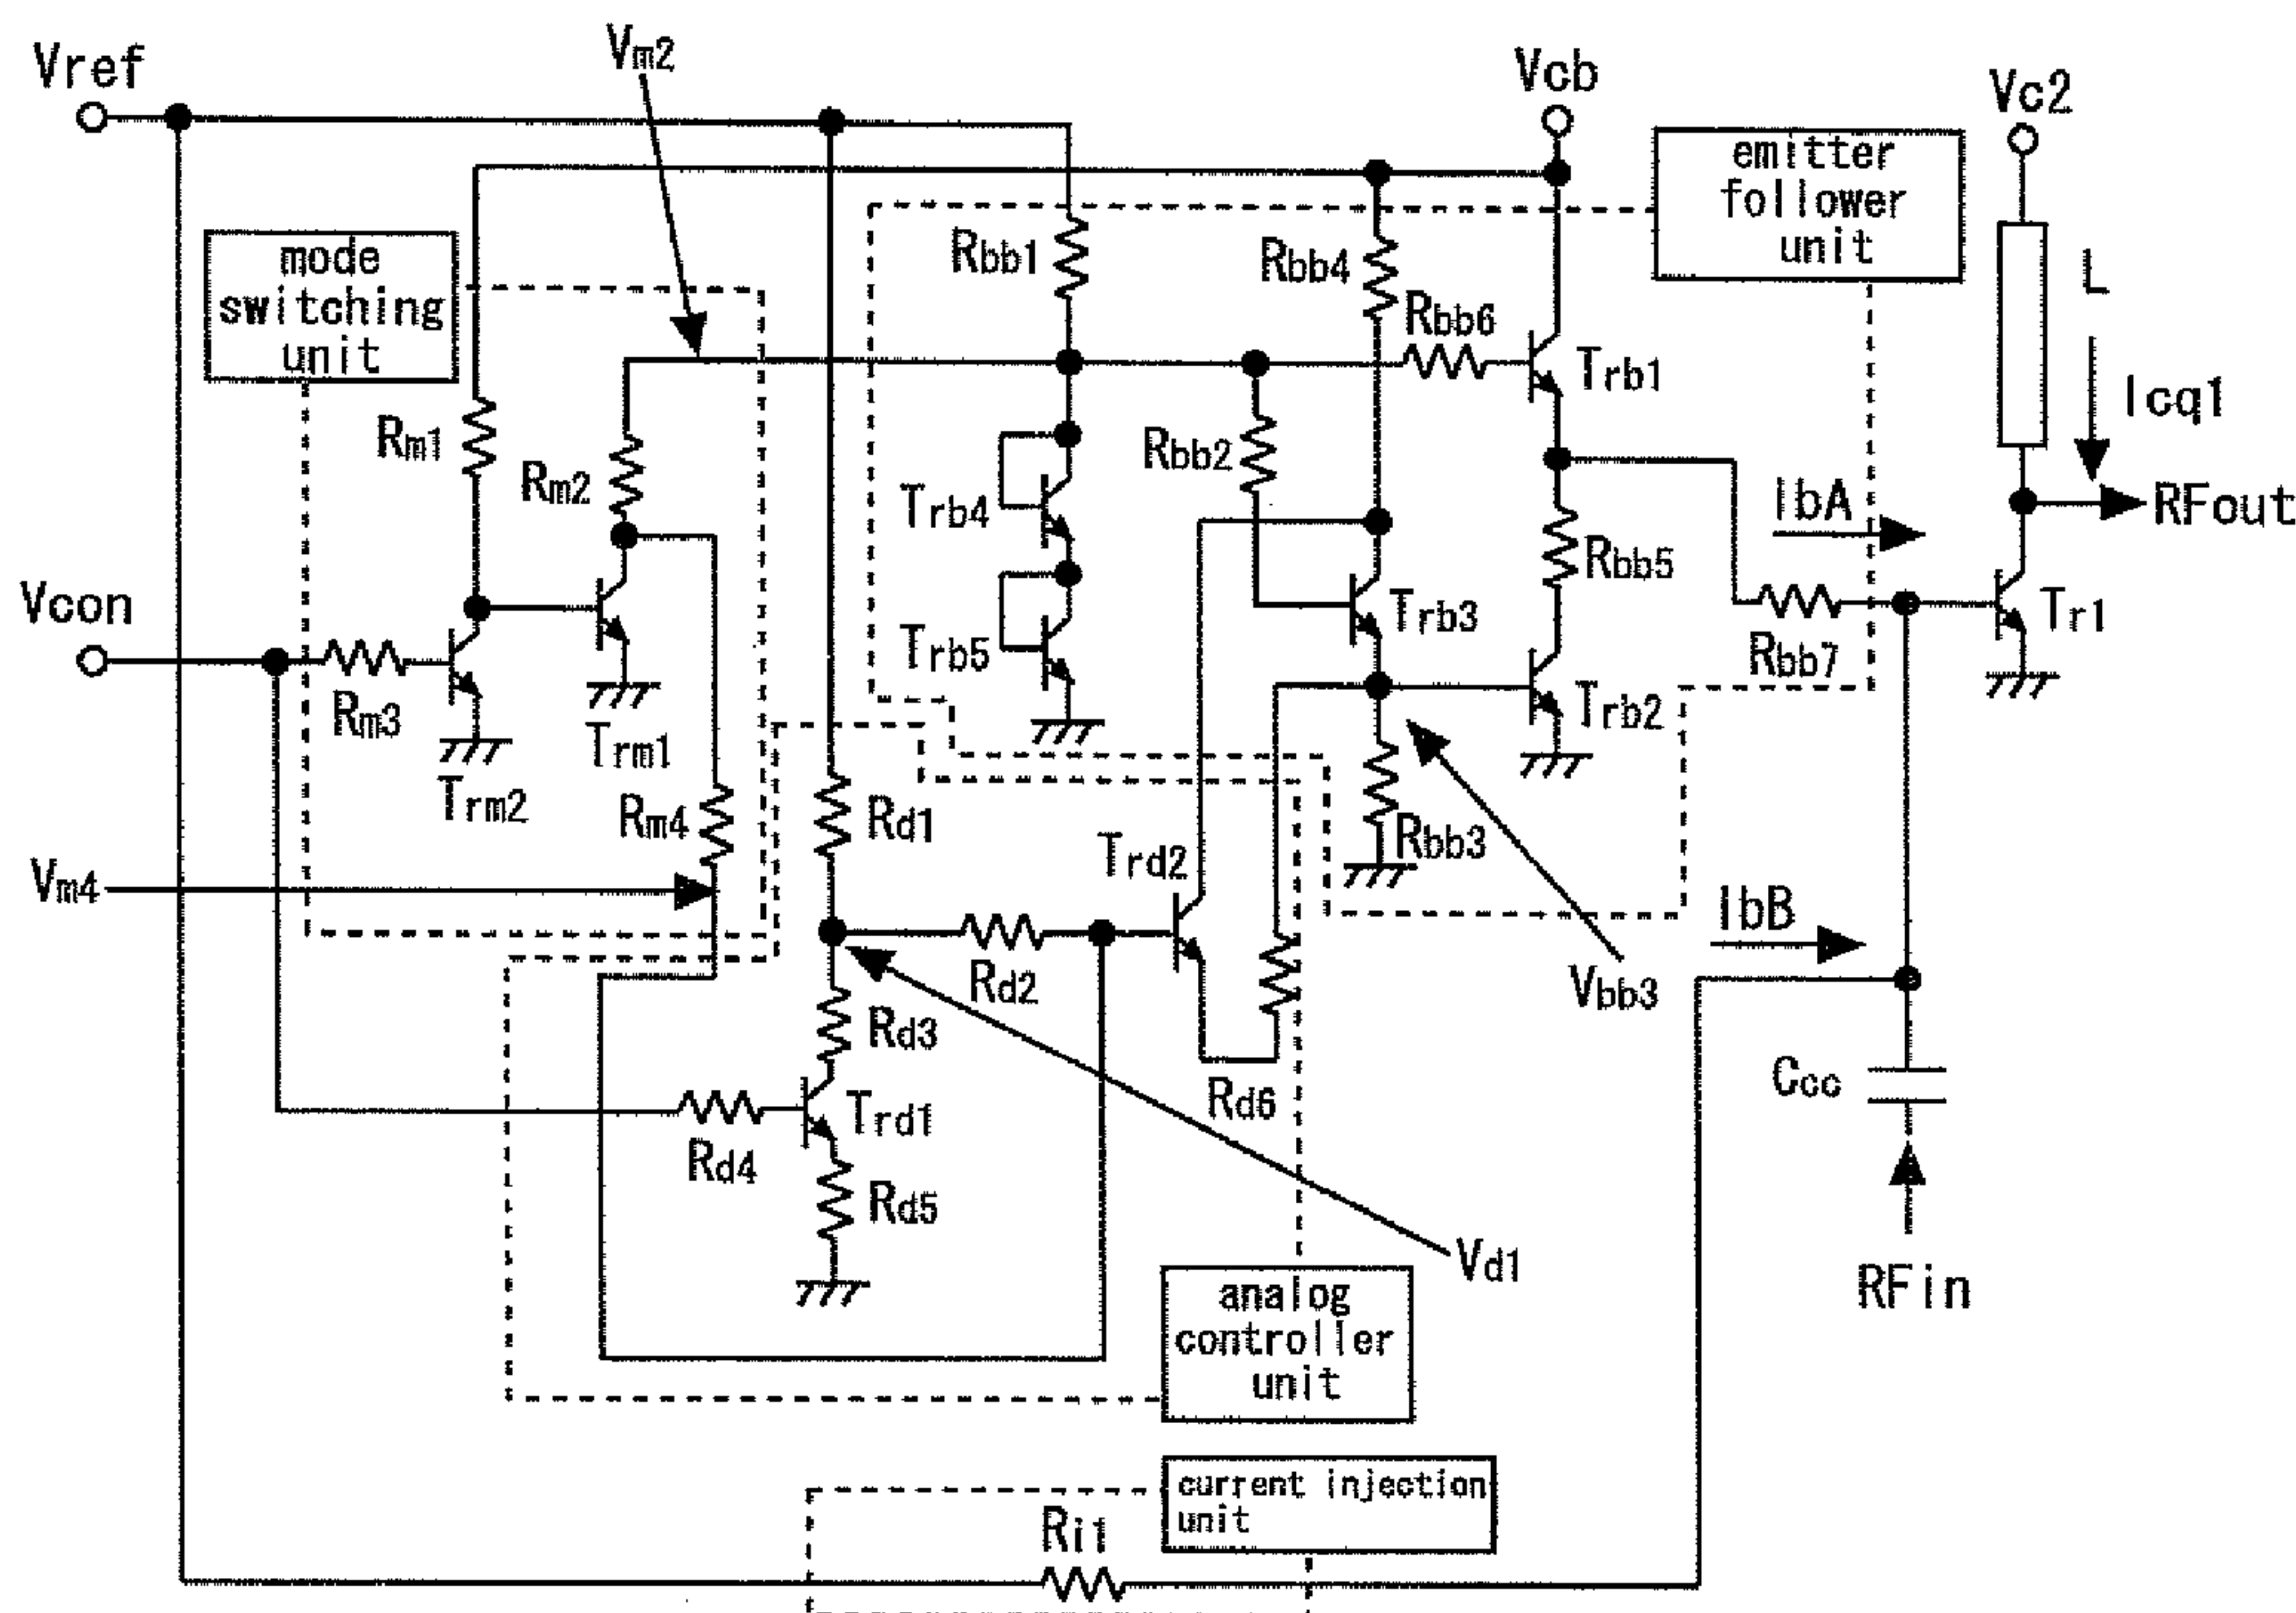 Vref
Vm2
Vcb
Vc2
mode
switching
unit
emitter
follower
unit
Rbb1
Rbb4
Rbb6
L
Trb1
Icq1
Rm1
Rm2
Rbb2
Trb4
IbA
RFout
Rbb5
Vcon
Trb3
Tr1
Trb5
Rbb7
Rm3
Trb2
Trm1
Trm2
Rm4
Rd1
Trd2
Rbb3
Vm4
IbB
Rd2
Vbb3
Rd3
Ccc
Rd6
Trd1
Rd4
Rd5
Vd1
RFin
analog
controller
unit
current injection
unit
Ri1